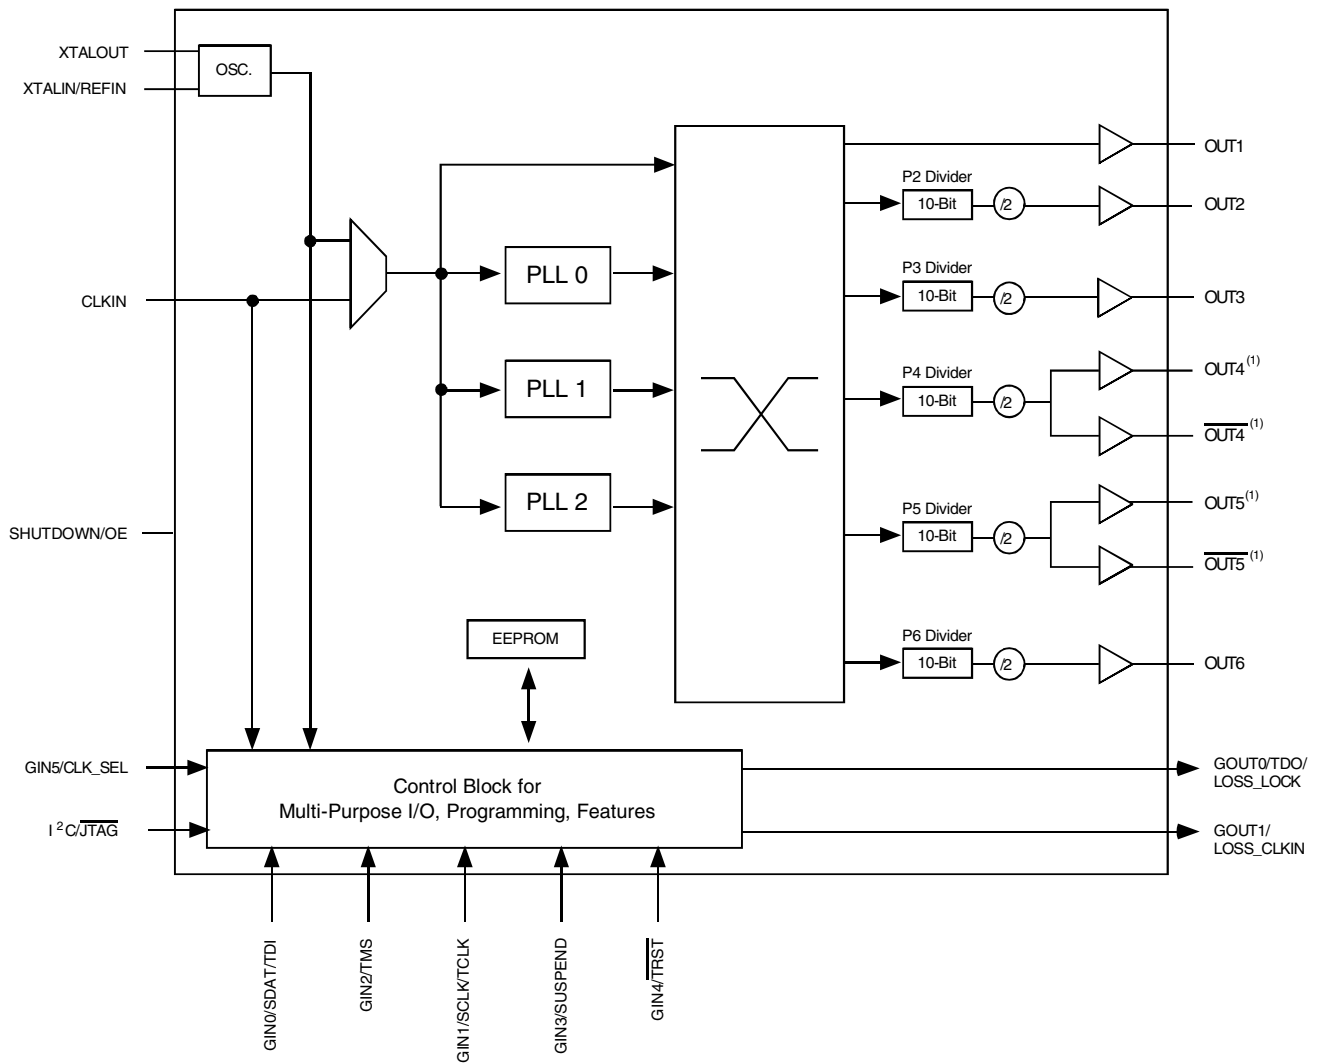 XTALOUT
OSC.
XTALIN/REFIN
OUT1
P2 Divider
10-Bit
/2
OUT2
PLL 0
P3 Divider
10-Bit
/2
OUT3
CLKIN
PLL 1
P4 Divider
10-Bit
/2
OUT4(1)
OUT4(1)
PLL 2
P5 Divider
10-Bit
/2
OUT5(1)
OUT5(1)
SHUTDOWN/OE
EEPROM
P6 Divider
10-Bit
/2
OUT6
GIN5/CLK_SEL
Control Block for
Multi-Purpose I/O, Programming, Features
GOUT0/TDO/
LOSS_LOCK
I2C/JTAG
GOUT1/
LOSS_CLKIN
GIN0/SDAT/TDI
GIN2/TMS
GIN1/SCLK/TCLK
GIN3/SUSPEND
GIN4/TRST